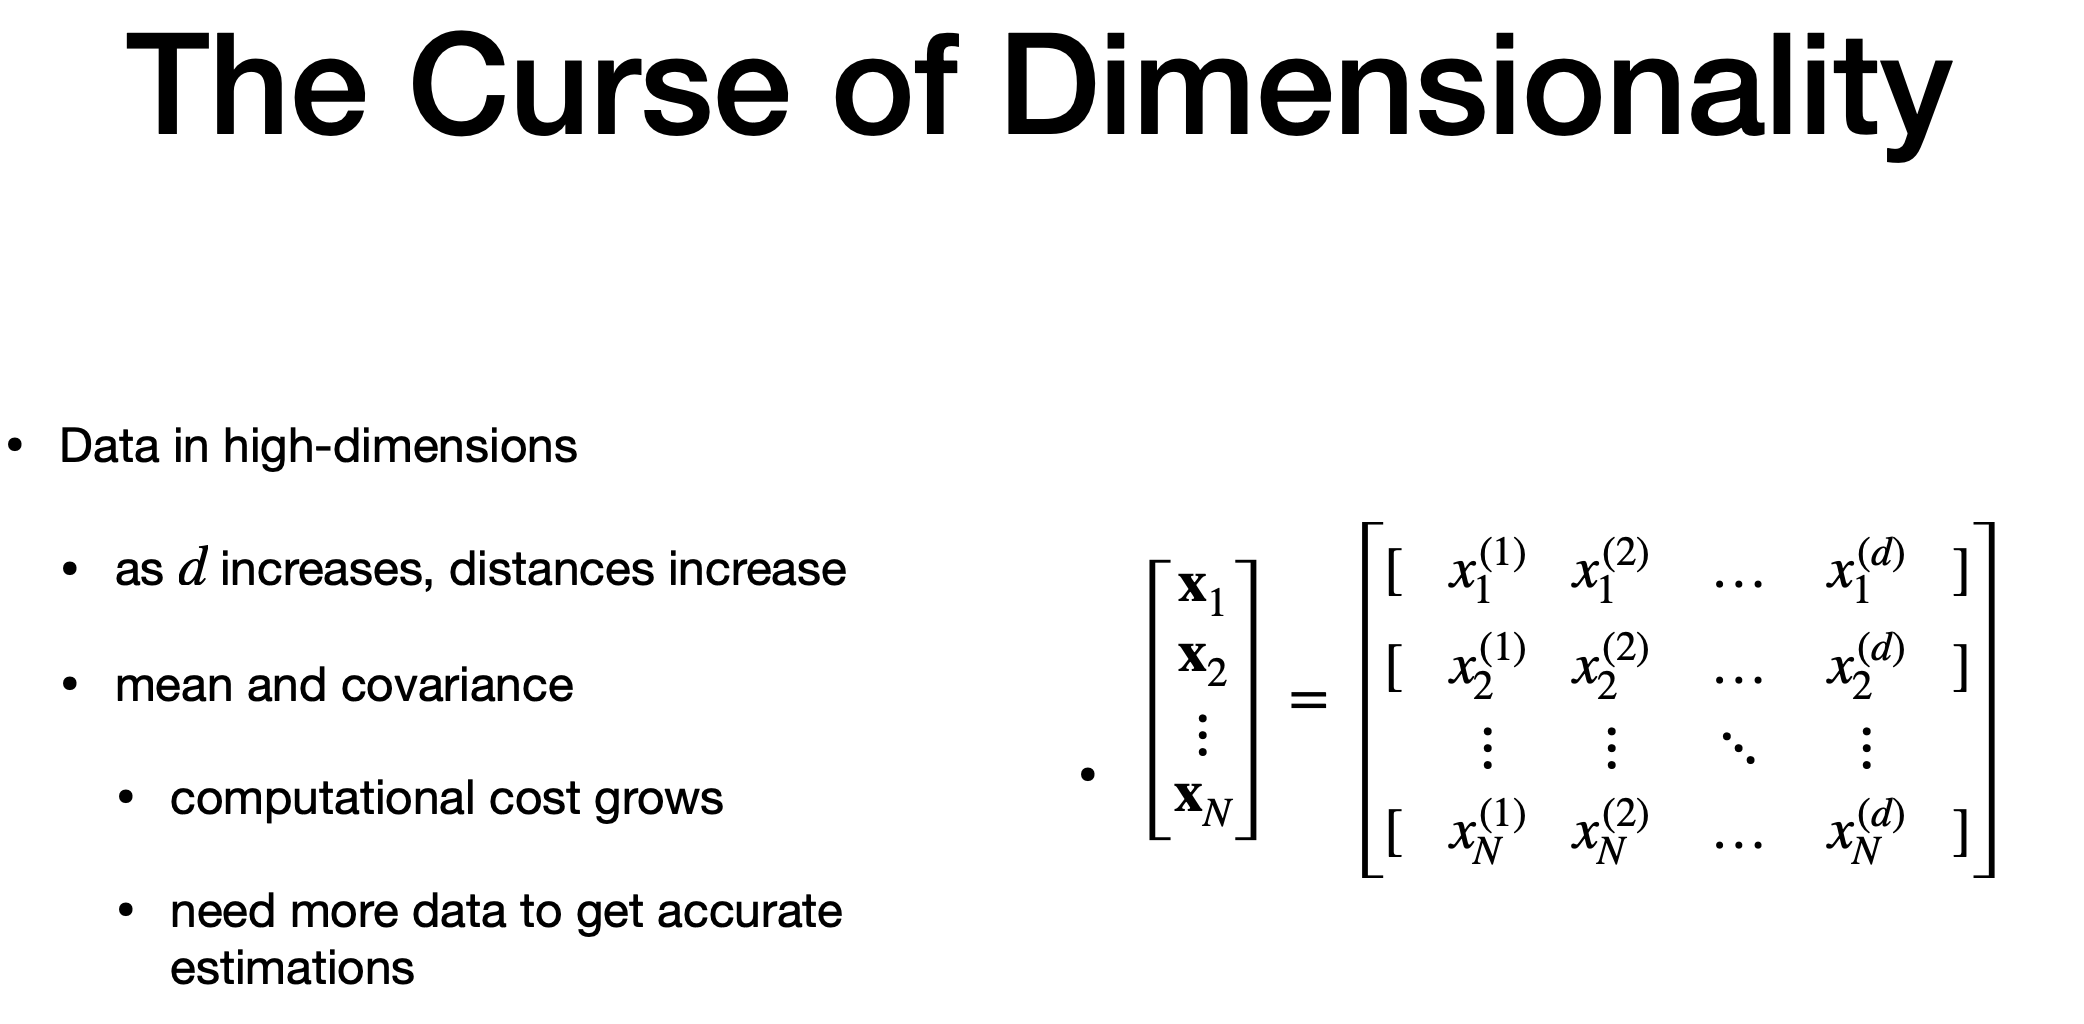 The Curse of Dimensionality
• Data in high-dimensions
• as d increases, distances increase
• mean and covariance
• computational cost grows
• need more data to get accurate
estimations
• $\begin{bmatrix} \mathbf{x}_1 \\ \mathbf{x}_2 \\ \vdots \\ \mathbf{x}_N \end{bmatrix} = \begin{bmatrix} [ & x_1^{(1)} & x_1^{(2)} & \dots & x_1^{(d)} & ] \\ [ & x_2^{(1)} & x_2^{(2)} & \dots & x_2^{(d)} & ] \\ & \vdots & \vdots & \ddots & \vdots & \\ [ & x_N^{(1)} & x_N^{(2)} & \dots & x_N^{(d)} & ] \end{bmatrix}$